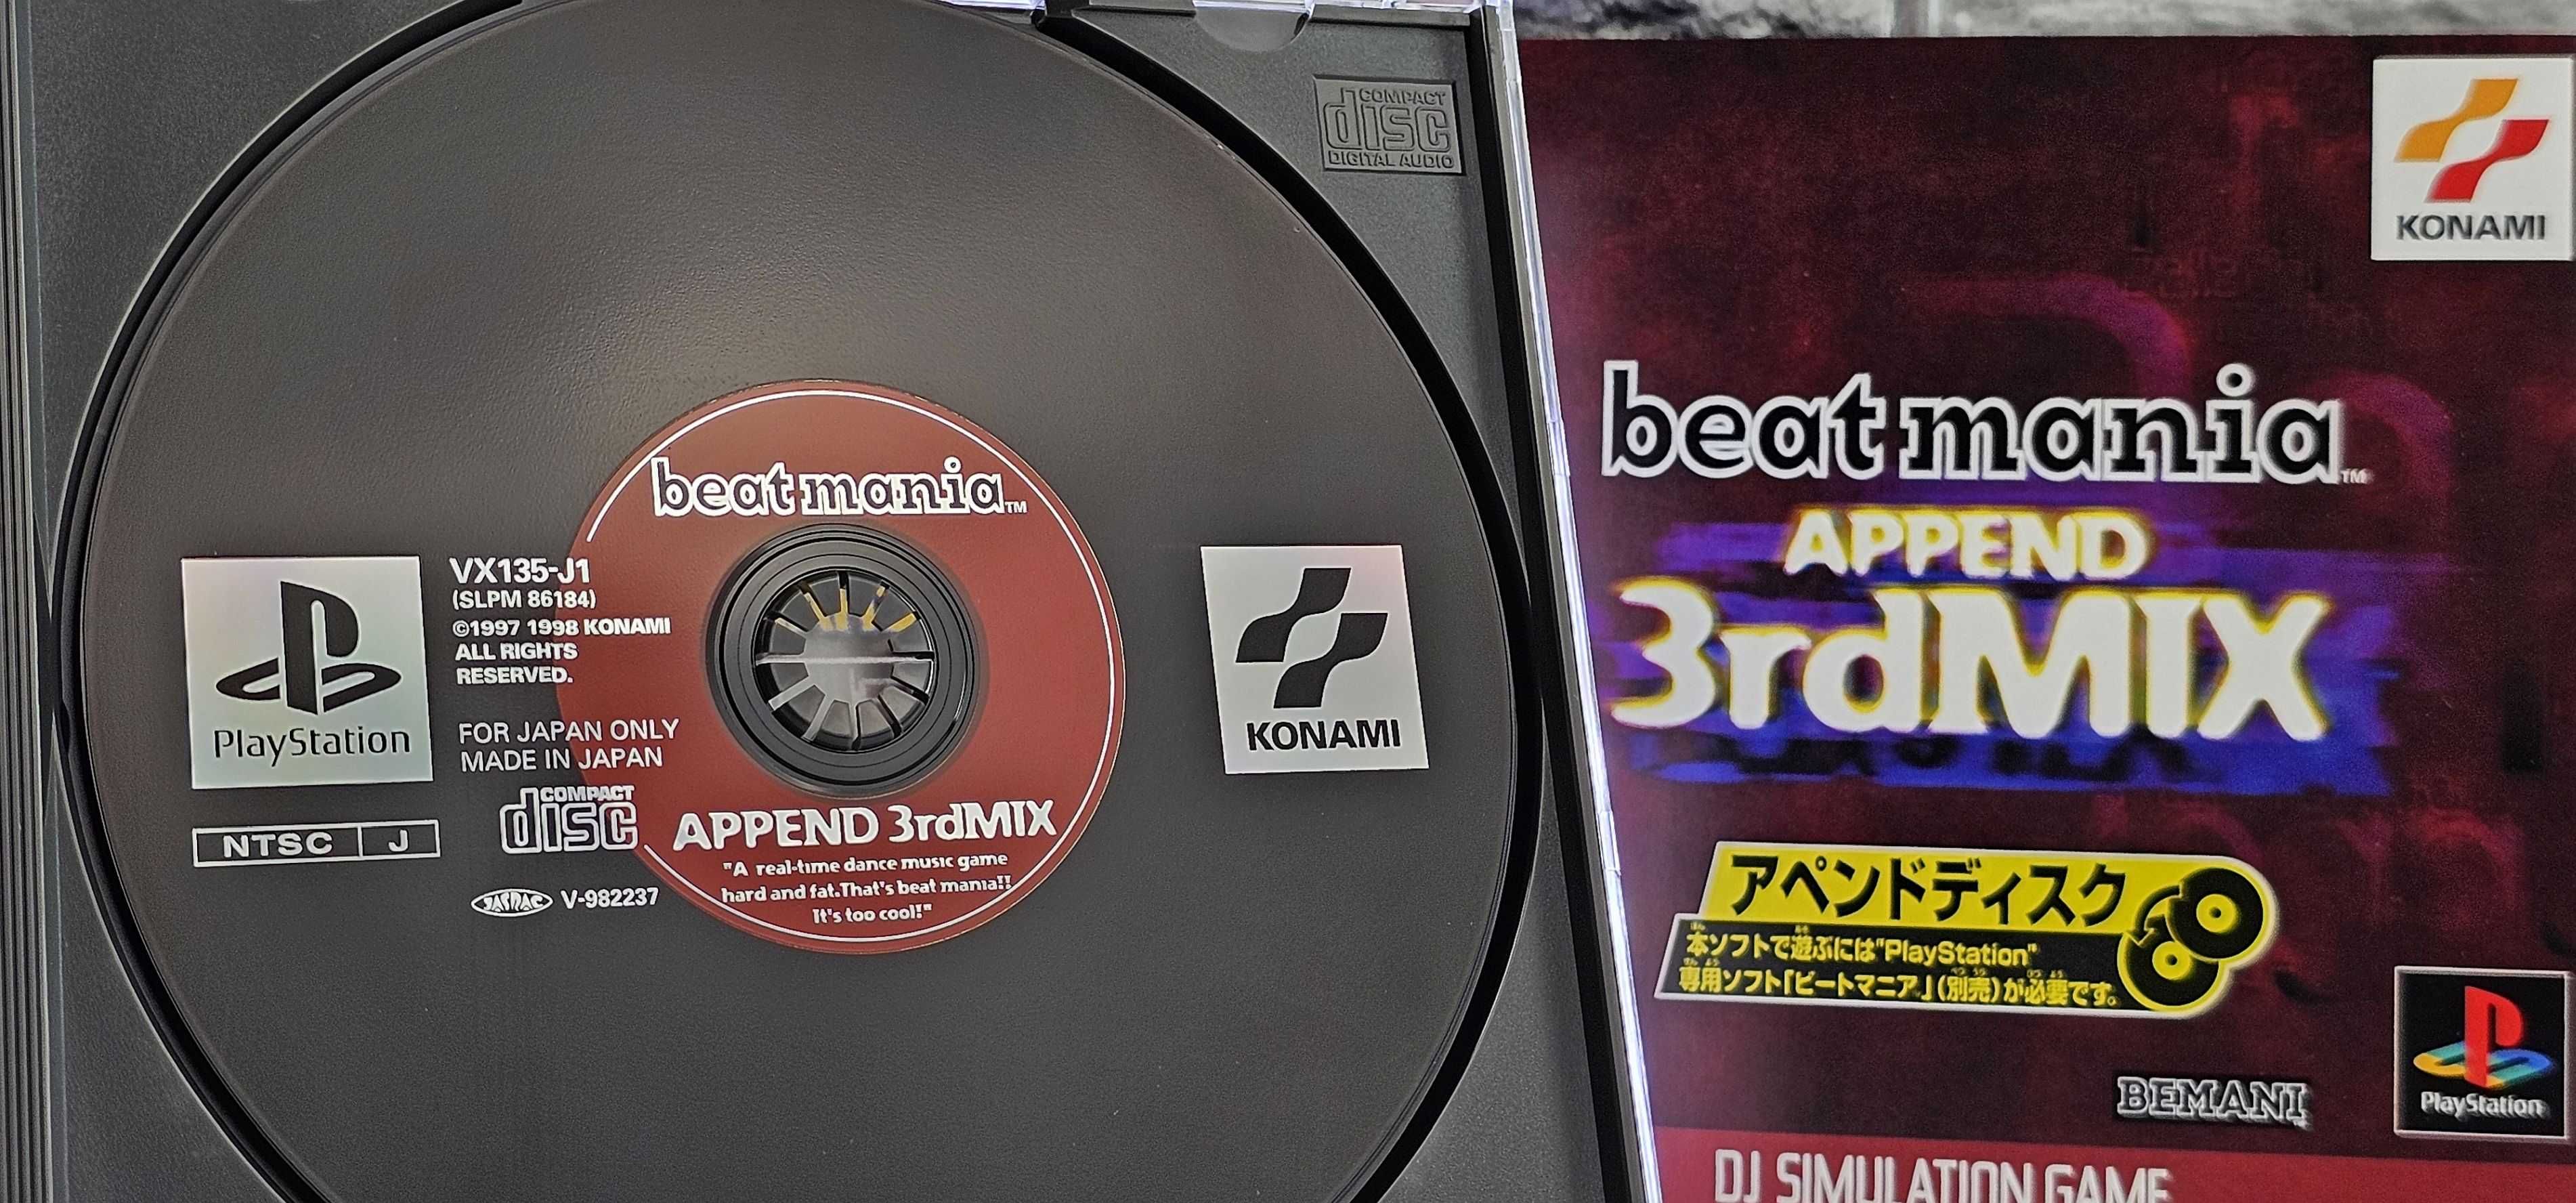 COMPACT
disc
DIGITAL AUDIO
beatmania™
VX135-J1
(SLPM 86184)
©1997 1998 KONAMI
ALL RIGHTS
RESERVED.
FOR JAPAN ONLY
MADE IN JAPAN
PlayStation
NTSC J
COMPACT
disc
JASRAC V-982237
APPEND 3rdMIX
"A real-time dance music game
hard and fat.That's beat mania!!
It's too cool!"
KONAMI
KONAMI
beatmania™
APPEND
3rdMIX
アペンドディスク
本ソフトで遊ぶには"PlayStation"
専用ソフト「ビートマニア」(別売)が必要です。
BEMANI
PlayStation
DJ SIMULATION GAME